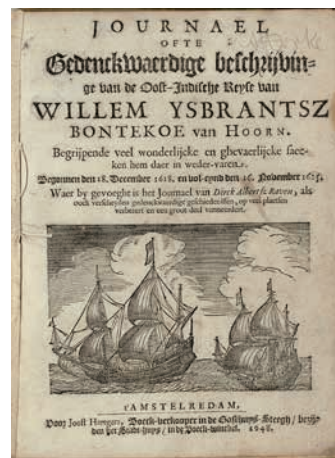 JOURNAEL
OFTE
Gedenckwaerdige beschrijvin-
ge van de Oost-Indische Reyse van
WILLEM YSBRANTSZ
BONTEKOE van HOORN.
Begrijpende veel wonderlijcke en ghevaerlijcke saec-
ken hem daer in weder-varen.
Begonnen den 18. December 1618. en vol-eynd den 16. November 1625.
Waer by gevoeght is het Journael van Dirck Albertsz Raven, als
oock verscheyden gedenckwaerdige geschiedenissen, op veel plaetsen
verbetert en een groot deel vermeerdert.
t'AMSTELREDAM,
Door Joost Hartgers, Boeck-verkooper in de Gasthuys-Steegh / bezij-
den het Stadt-huys / in de Boeck-winckel. 1648.